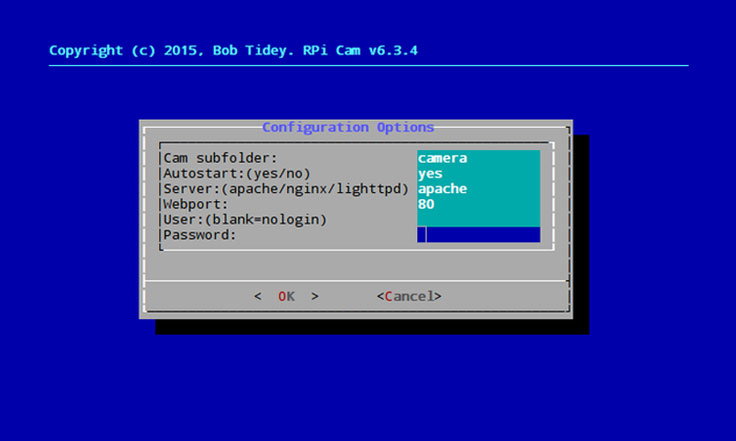 Copyright (c) 2015, Bob Tidey. RPi Cam v6.3.4
Configuration Options
Cam subfolder: camera
Autostart:(yes/no) yes
Server:(apache/nginx/lighttpd) apache
Webport: 80
User:(blank=nologin)
Password:
<  OK  > <Cancel>